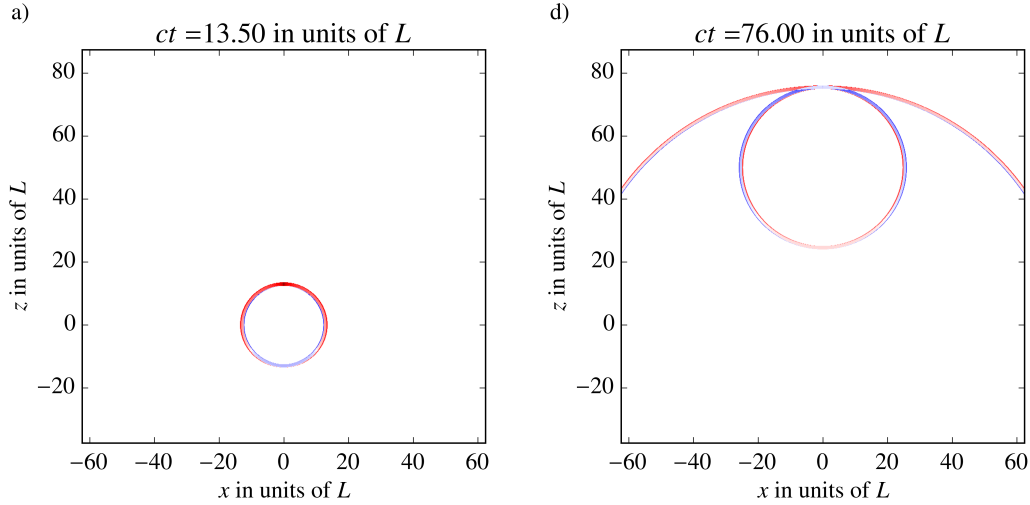 a)
ct =13.50 in units of L
80
60
40
20
0
−20
z in units of L
−60 −40 −20 0 20 40 60
x in units of L
d)
ct =76.00 in units of L
80
60
40
20
0
−20
z in units of L
−60 −40 −20 0 20 40 60
x in units of L